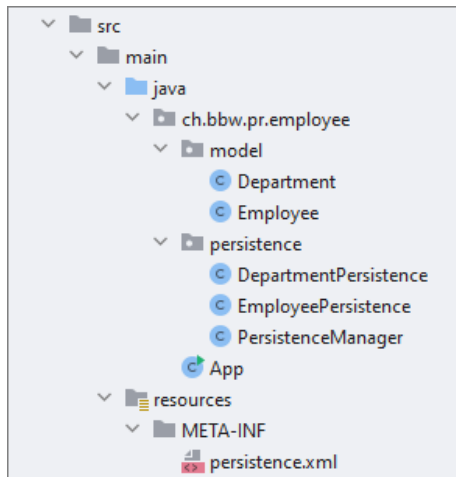 src
main
java
ch.bbw.pr.employee
model
Department
Employee
persistence
DepartmentPersistence
EmployeePersistence
PersistenceManager
App
resources
META-INF
persistence.xml